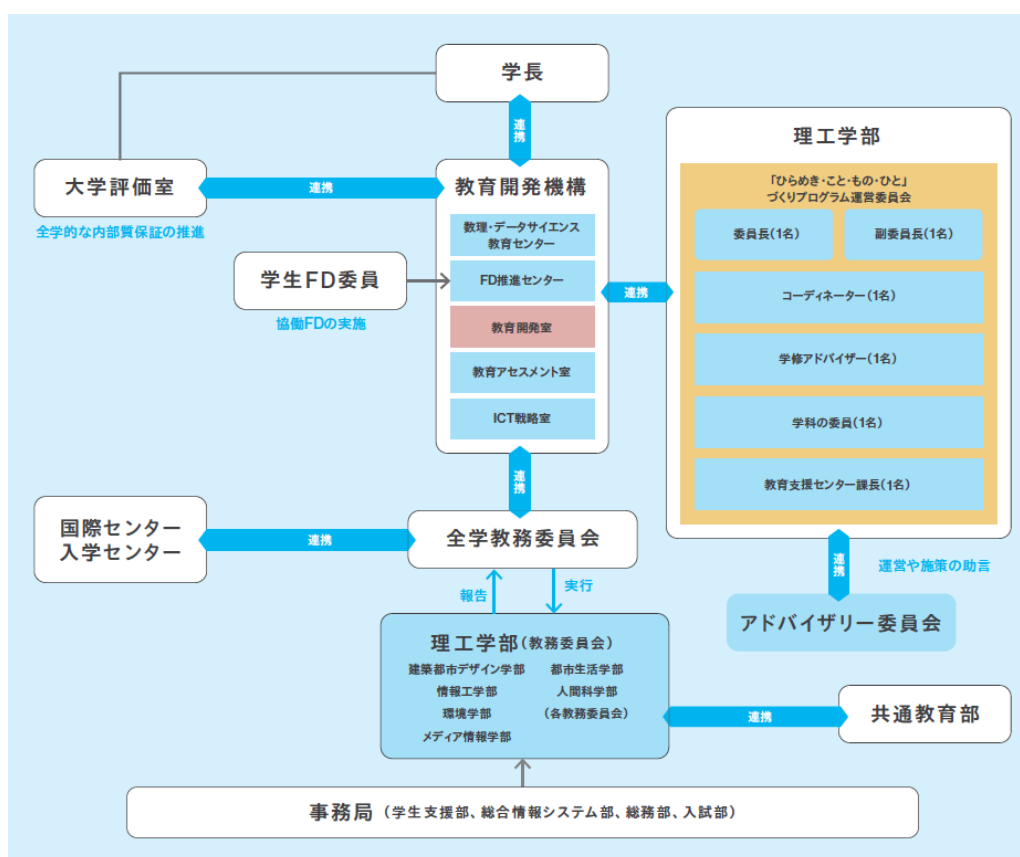 学長
連携
大学評価室
連携
教育開発機構
全学的な内部質保証の推進
数理・データサイエンス
教育センター
学生FD委員
FD推進センター
協働FDの実施
教育開発室
教育アセスメント室
ICT戦略室
連携
理工学部
「ひらめき・こと・もの・ひと」
づくりプログラム運営委員会
委員長(1名)
副委員長(1名)
コーディネーター(1名)
学修アドバイザー(1名)
学科の委員(1名)
教育支援センター課長(1名)
連携
国際センター
入学センター
連携
全学教務委員会
連携
運営や施策の助言
アドバイザリー委員会
報告
実行
理工学部(教務委員会)
建築都市デザイン学部
都市生活学部
情報工学部
人間科学部
環境学部
(各教務委員会)
メディア情報学部
連携
共通教育部
事務局(学生支援部、総合情報システム部、総務部、入試部)